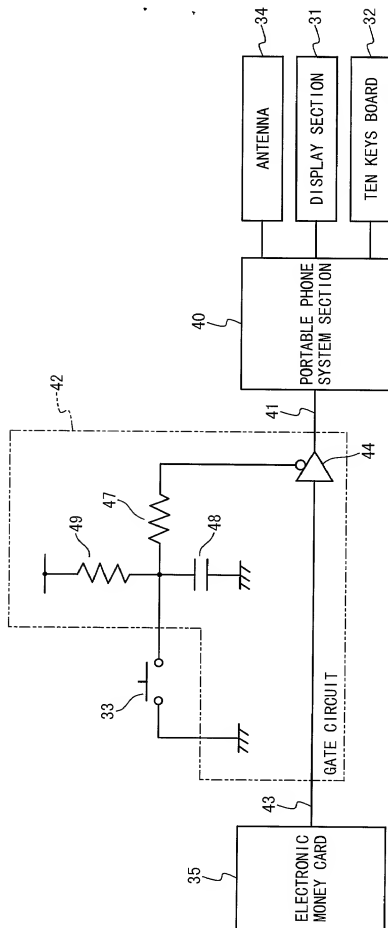 35
ELECTRONIC
MONEY CARD
43
GATE CIRCUIT
33
49
47
48
42
44
41
40
PORTABLE PHONE
SYSTEM SECTION
34
ANTENNA
31
DISPLAY SECTION
32
TEN KEYS BOARD